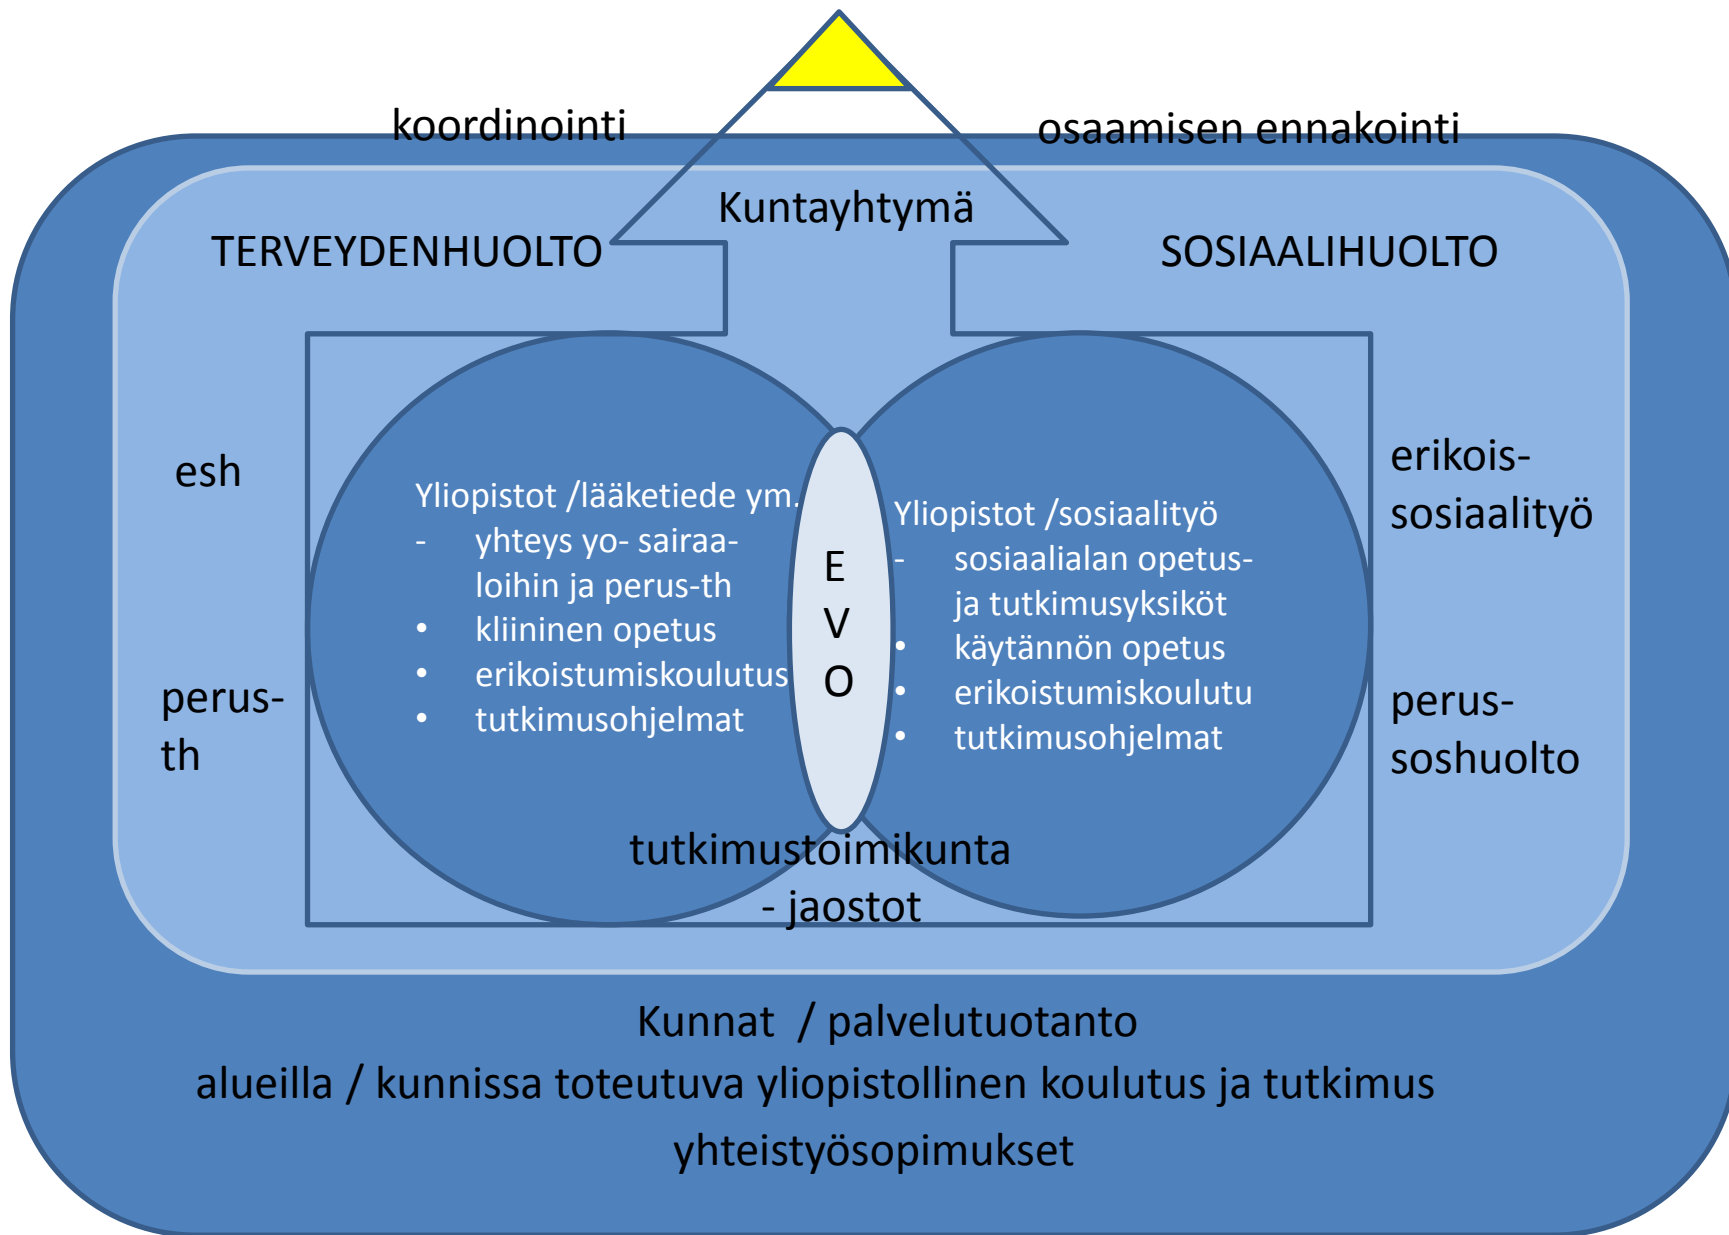 koordinointi
osaamisen ennakointi
Kuntayhtymä
TERVEYDENHUOLTO
SOSIAALIHUOLTO
esh
perus-
th
Yliopistot /lääketiede ym.
- yhteys yo- sairaa-
loihin ja perus-th
• kliininen opetus
• erikoistumiskoulutus
• tutkimusohjelmat
E
V
O
Yliopistot /sosiaalityö
- sosiaalialan opetus-
ja tutkimusyksiköt
• käytännön opetus
• erikoistumiskoulutu
• tutkimusohjelmat
erikois-
sosiaalityö
perus-
soshuolto
tutkimustoimikunta
- jaostot
Kunnat / palvelutuotanto
alueilla / kunnissa toteutuva yliopistollinen koulutus ja tutkimus
yhteistyösopimukset